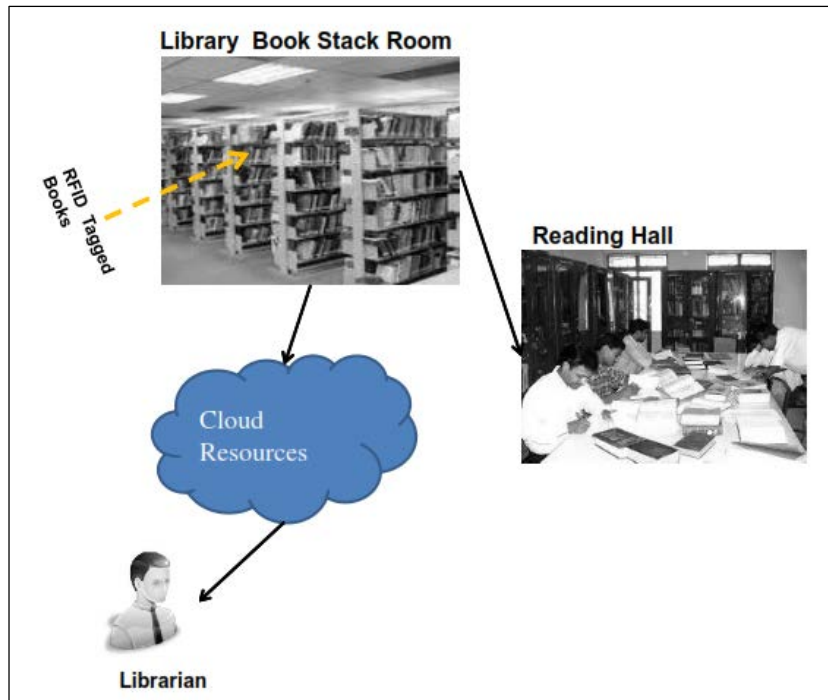 Library Book Stack Room
RFID Tagged
Books
Reading Hall
Cloud
Resources
Librarian